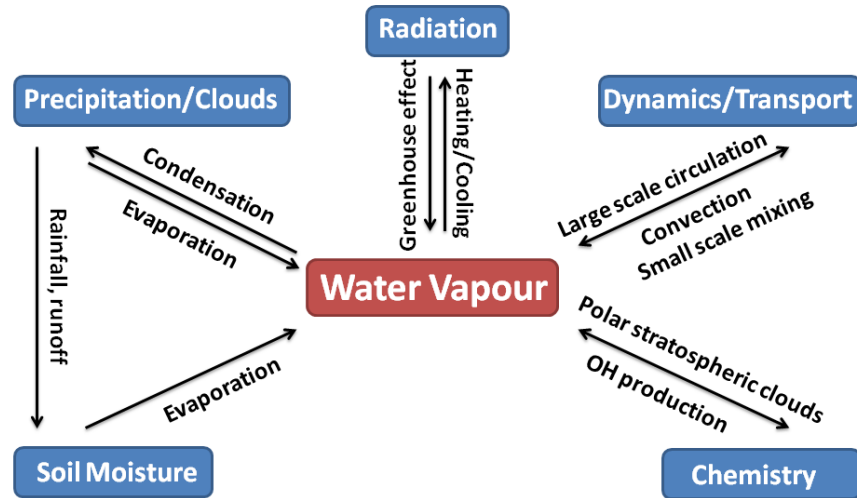 Radiation
Precipitation/Clouds
Dynamics/Transport
Greenhouse effect
Heating/Cooling
Condensation
Evaporation
Large scale circulation
Convection
Small scale mixing
Rainfall, runoff
Water Vapour
Evaporation
Polar stratospheric clouds
OH production
Soil Moisture
Chemistry